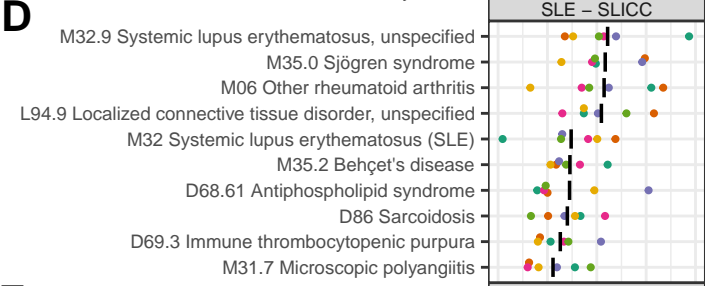 D
SLE – SLICC
M32.9 Systemic lupus erythematosus, unspecified
M35.0 Sjögren syndrome
M06 Other rheumatoid arthritis
L94.9 Localized connective tissue disorder, unspecified
M32 Systemic lupus erythematosus (SLE)
M35.2 Behçet's disease
D68.61 Antiphospholipid syndrome
D86 Sarcoidosis
D69.3 Immune thrombocytopenic purpura
M31.7 Microscopic polyangiitis